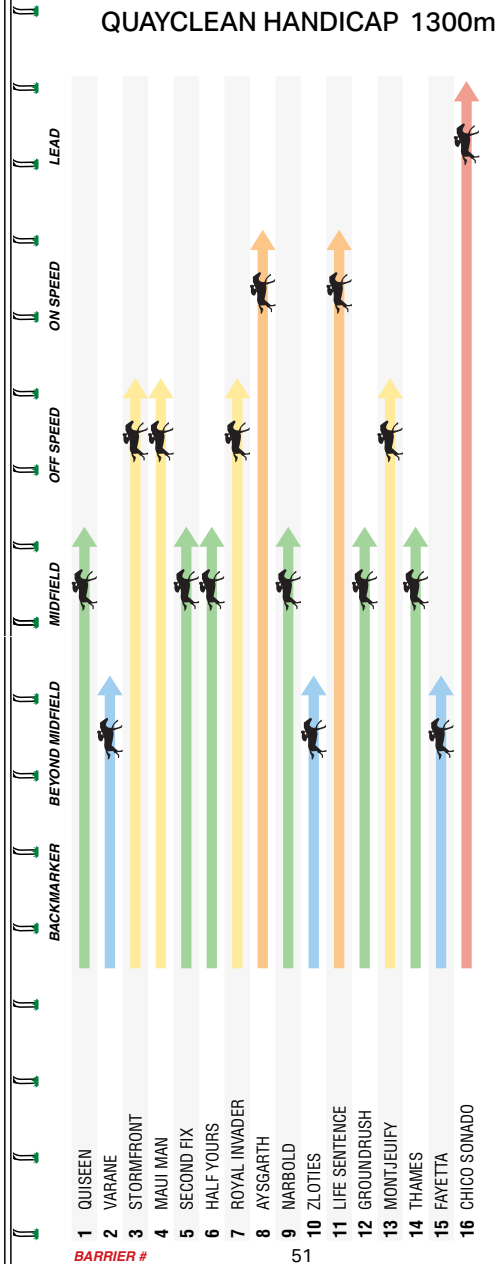 QUAYCLEAN HANDICAP 1300m
LEAD
ON SPEED
OFF SPEED
MIDFIELD
BEYOND MIDFIELD
BACKMARKER
1 QUISEEN
2 VARANE
3 STORMFRONT
4 MAUI MAN
5 SECOND FIX
6 HALF YOURS
7 ROYAL INVADER
8 AYSGARTH
9 NARBOLD
10 ZLOTIES
11 LIFE SENTENCE
12 GROUNDRUSH
13 MONTJEUIFY
14 THAMES
15 FAYETTA
16 CHICO SONADO
BARRIER #
51